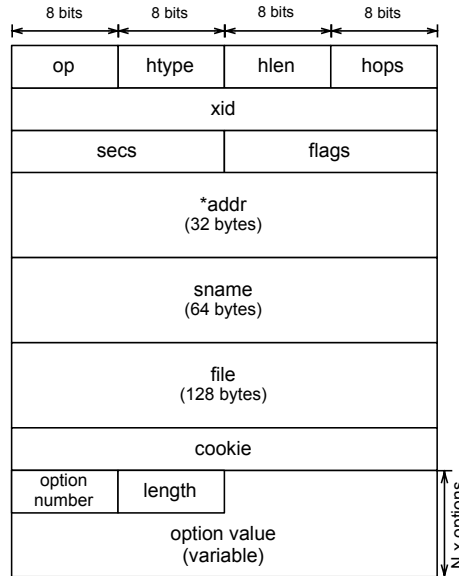 8 bits 8 bits 8 bits 8 bits
op htype hlen hops
xid
secs flags
*addr
(32 bytes)
sname
(64 bytes)
file
(128 bytes)
cookie
option
number
length
option value
(variable)
N x options